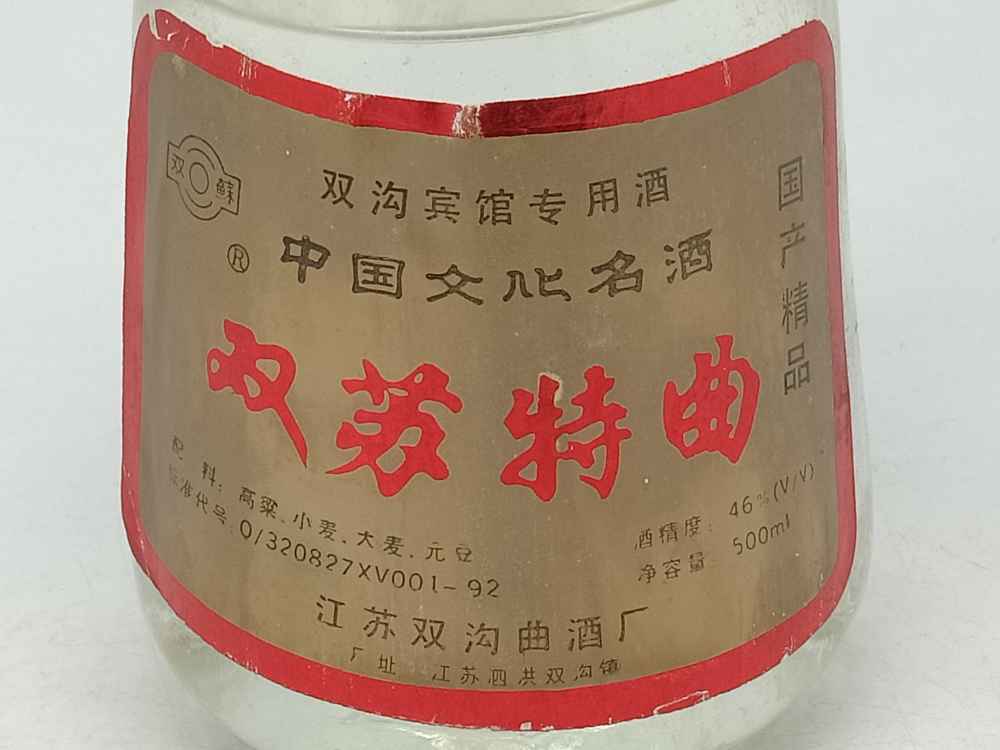 双蘇
®
双沟宾馆专用酒
中国文化名酒
国产精品
双苏特曲
配料：高粱、小麦、大麦、元豆
标准代号：Q/320827XV001-92
酒精度：46%(V/V)
净容量：500ml
江苏双沟曲酒厂
厂址 江苏泗洪双沟镇